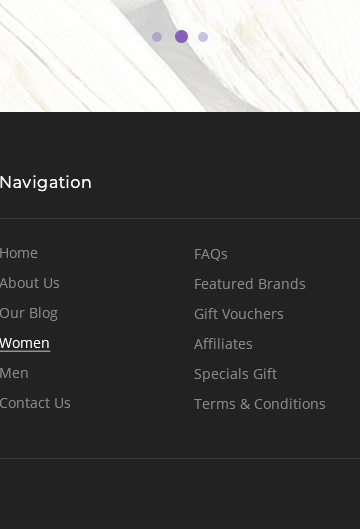 Navigation
Home
About Us
Our Blog
Women
Men
Contact Us
FAQs
Featured Brands
Gift Vouchers
Affiliates
Specials Gift
Terms & Conditions